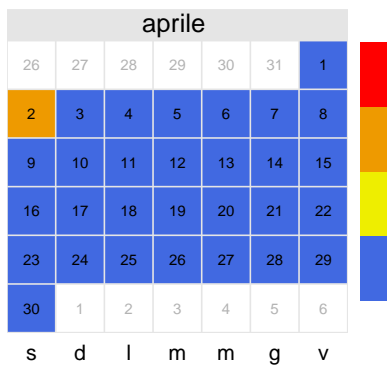 aprile
26 27 28 29 30 31 1
2 3 4 5 6 7 8
9 10 11 12 13 14 15
16 17 18 19 20 21 22
23 24 25 26 27 28 29
30 1 2 3 4 5 6
s d l m m g v